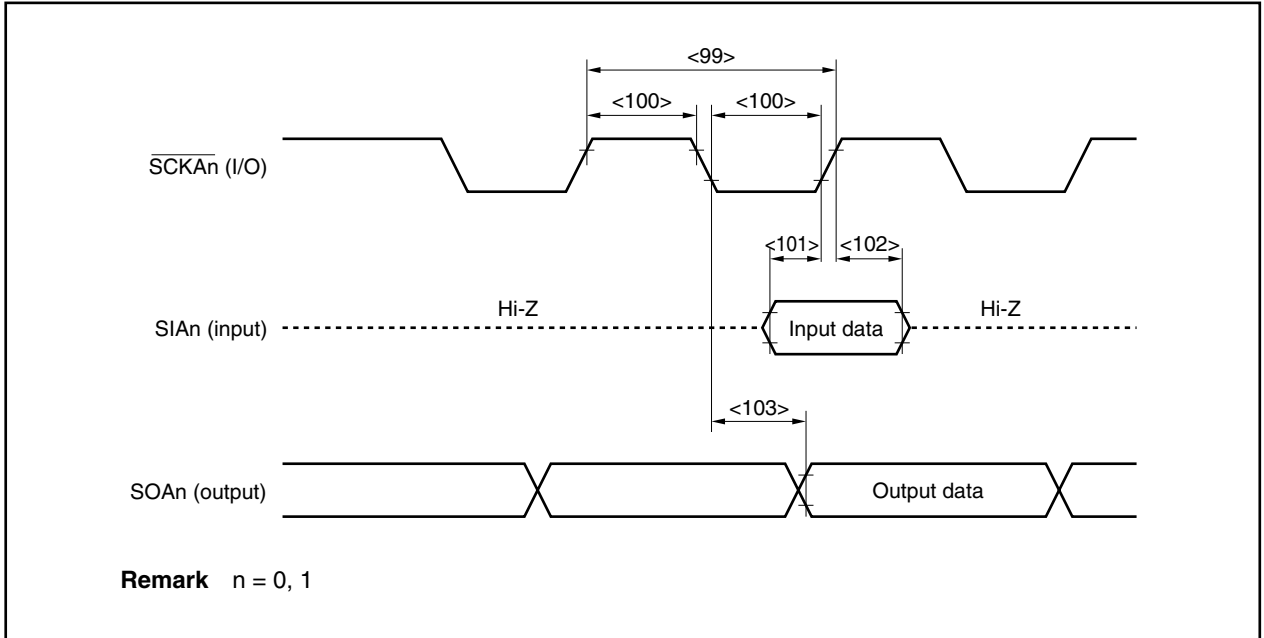 <99>
<100> <100>
SCKAn (I/O)
<101> <102>
Hi-Z Hi-Z
SIAn (input) Input data
<103>
SOAn (output) Output data
Remark n = 0, 1